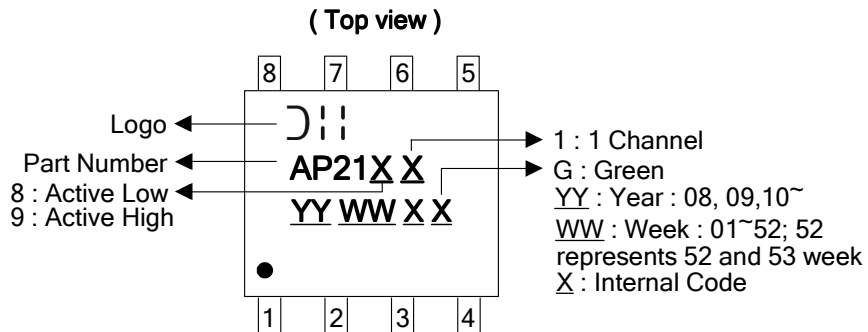 ( Top view )
8 7 6 5
Logo
Part Number
8 : Active Low
9 : Active High
AP21X X
YY WW X X
1 : 1 Channel
G : Green
YY : Year : 08, 09,10~
WW : Week : 01~52; 52
represents 52 and 53 week
X : Internal Code
1 2 3 4